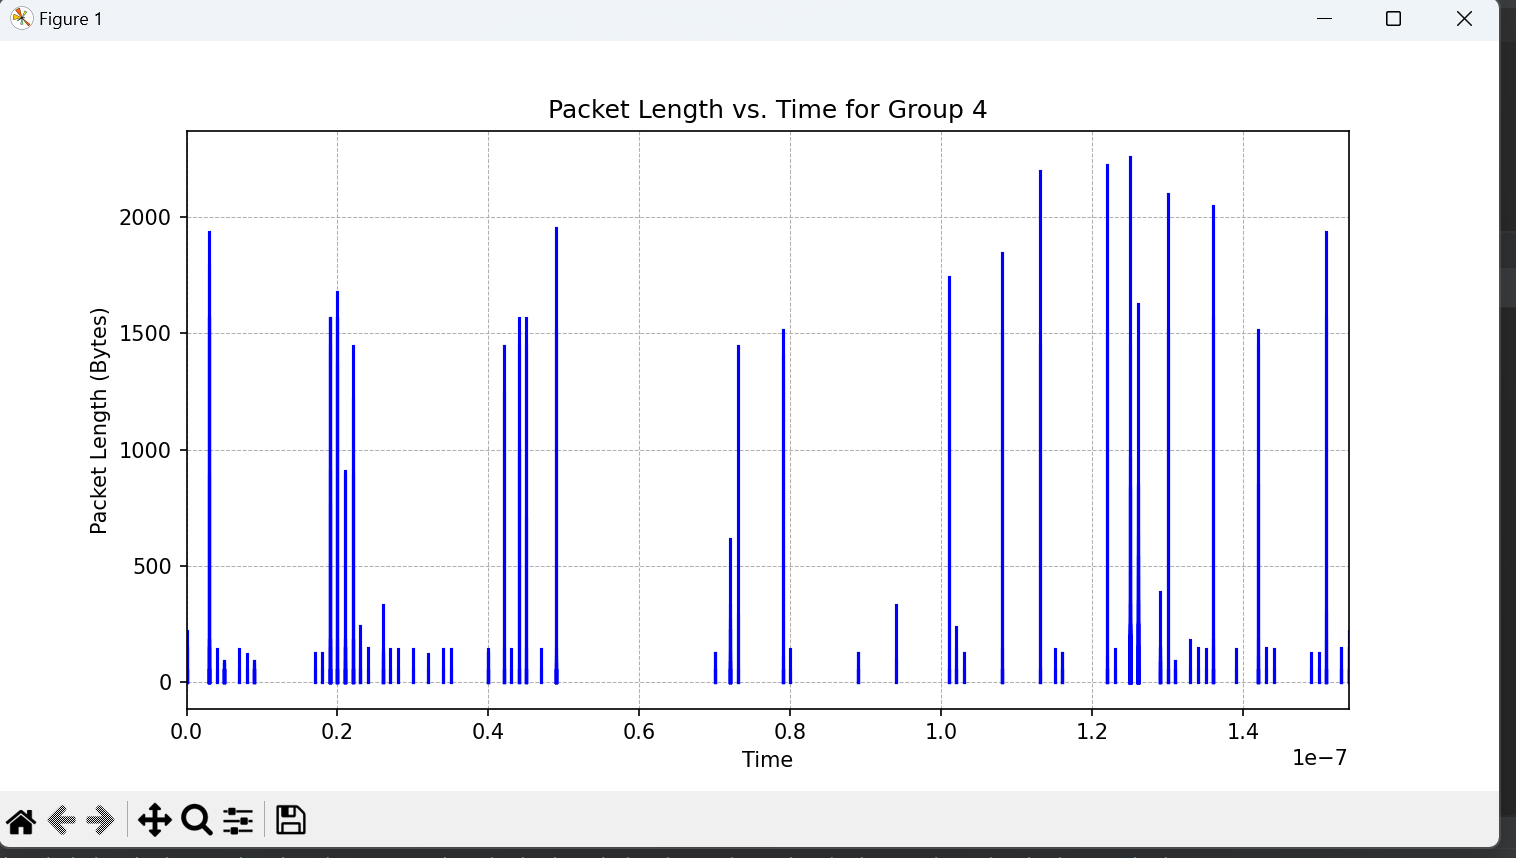 Figure 1
Packet Length vs. Time for Group 4
Packet Length (Bytes)
2000
1500
1000
500
0
0.0 0.2 0.4 0.6 0.8 1.0 1.2 1.4
1e−7
Time